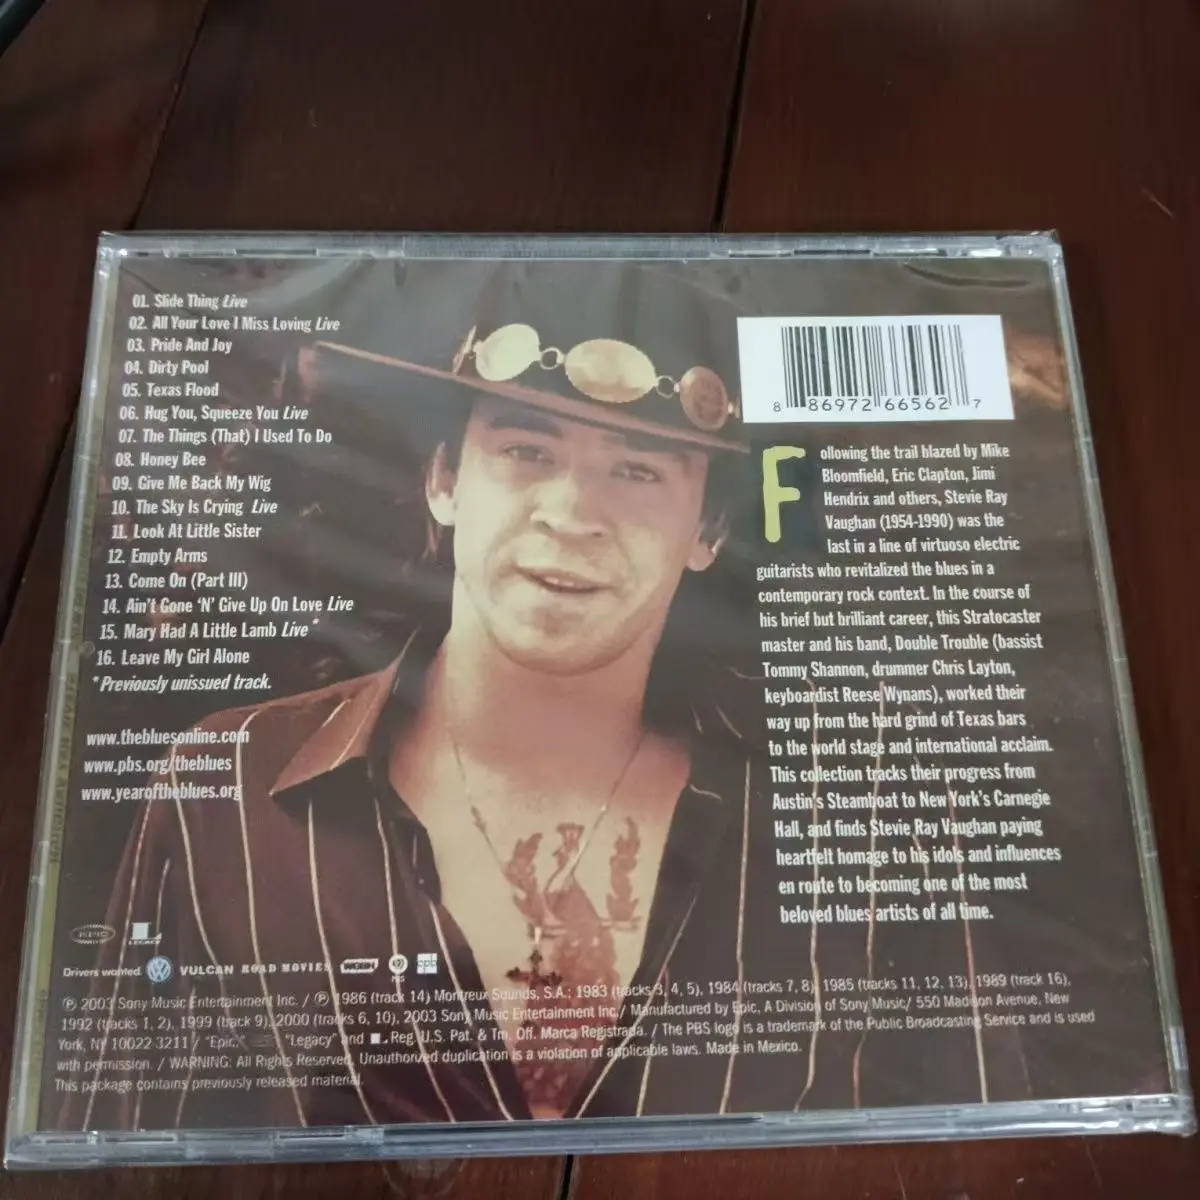 01. Slide Thing Live
02. All Your Love I Miss Loving Live
03. Pride And Joy
04. Dirty Pool
05. Texas Flood
06. Hug You, Squeeze You Live
07. The Things (That) I Used To Do
08. Honey Bee
09. Give Me Back My Wig
10. The Sky Is Crying Live
11. Look At Little Sister
12. Empty Arms
13. Come On (Part III)
14. Ain't Gone 'N' Give Up On Love Live
15. Mary Had A Little Lamb Live*
16. Leave My Girl Alone
*Previously unissued track.
www.thebluesonline.com
www.pbs.org/theblues
www.yearoftheblues.org
8 86972 66562 7
Following the trail blazed by Mike
Bloomfield, Eric Clapton, Jimi
Hendrix and others, Stevie Ray
Vaughan (1954-1990) was the
last in a line of virtuoso electric
guitarists who revitalized the blues in a
contemporary rock context. In the course of
his brief but brilliant career, this Stratocaster
master and his band, Double Trouble (bassist
Tommy Shannon, drummer Chris Layton,
keyboardist Reese Wynans), worked their
way up from the hard grind of Texas bars
to the world stage and international acclaim.
This collection tracks their progress from
Austin's Steamboat to New York's Carnegie
Hall, and finds Stevie Ray Vaughan paying
heartfelt homage to his idols and influences
en route to becoming one of the most
beloved blues artists of all time.
EPIC LEGACY
Drivers wanted. VULCAN ROAD MOVIES WGBH PBS cpb
℗ 2003 Sony Music Entertainment Inc. / ℗ 1986 (track 14) Montreux Sounds, S.A.; 1983 (tracks 3, 4, 5), 1984 (tracks 7, 8), 1985 (tracks 11, 12, 13), 1989 (track 16),
1992 (tracks 1, 2), 1999 (track 9), 2000 (tracks 6, 10), 2003 Sony Music Entertainment Inc./ Manufactured by Epic, A Division of Sony Music/ 550 Madison Avenue, New
York, NY 10022 3211 / "Epic," "Legacy" and L Reg. U.S. Pat. & Tm. Off. Marca Registrada. / The PBS logo is a trademark of the Public Broadcasting Service and is used
with permission. / WARNING: All Rights Reserved. Unauthorized duplication is a violation of applicable laws. Made in Mexico.
This package contains previously released material.